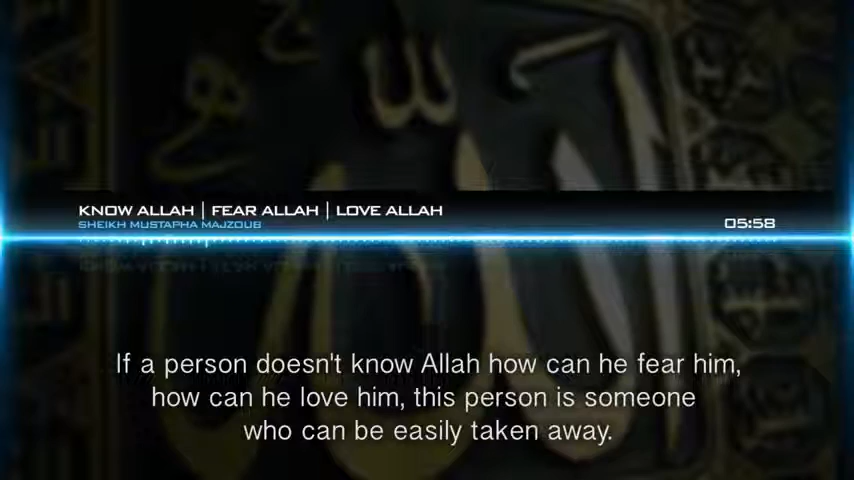 الله
KNOW ALLAH | FEAR ALLAH | LOVE ALLAH
SHEIKH MUSTAPHA MAJZOUB
05:58
If a person doesn't know Allah how can he fear him,
how can he love him, this person is someone
who can be easily taken away.